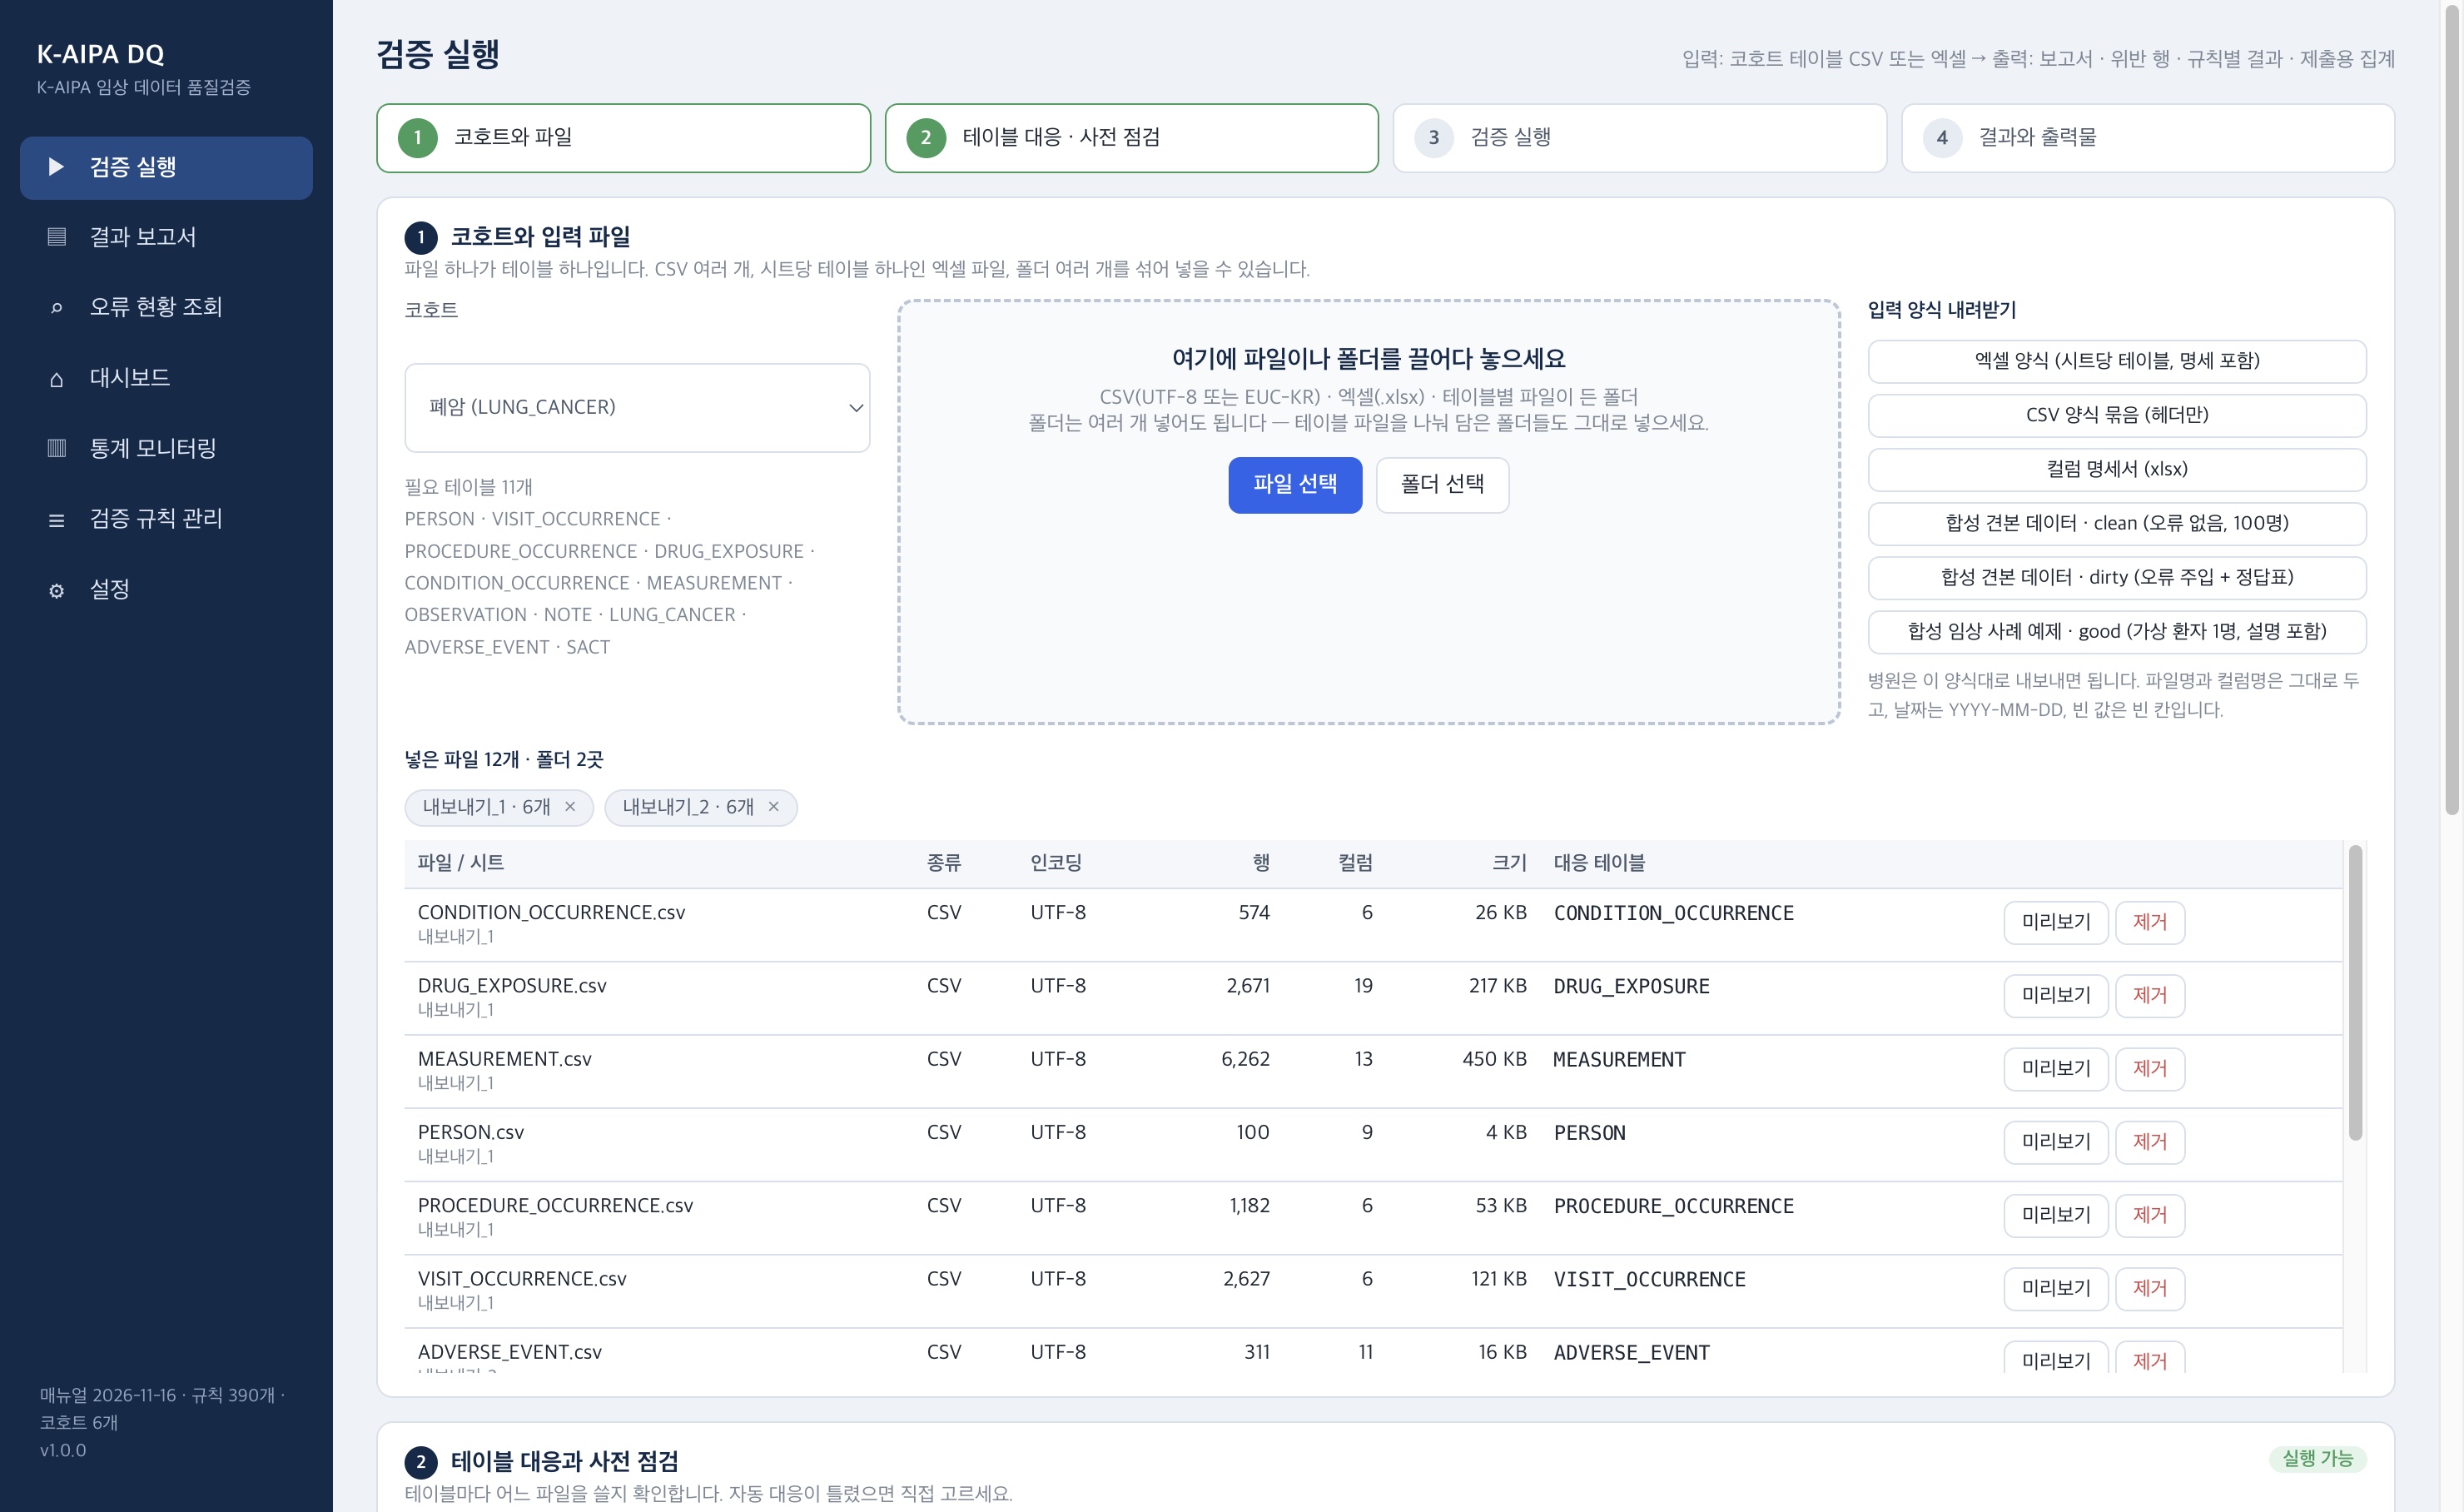 K-AIPA DQ
K-AIPA 임상 데이터 품질검증
검증 실행
결과 보고서
오류 현황 조회
대시보드
통계 모니터링
검증 규칙 관리
설정
매뉴얼 2026-11-16 · 규칙 390개 ·
코호트 6개
v1.0.0
검증 실행
입력: 코호트 테이블 CSV 또는 엑셀 → 출력: 보고서 · 위반 행 · 규칙별 결과 · 제출용 집계
1 코호트와 파일
2 테이블 대응 · 사전 점검
3 검증 실행
4 결과와 출력물
1 코호트와 입력 파일
파일 하나가 테이블 하나입니다. CSV 여러 개, 시트당 테이블 하나인 엑셀 파일, 폴더 여러 개를 섞어 넣을 수 있습니다.
코호트
폐암 (LUNG_CANCER)
필요 테이블 11개
PERSON · VISIT_OCCURRENCE ·
PROCEDURE_OCCURRENCE · DRUG_EXPOSURE ·
CONDITION_OCCURRENCE · MEASUREMENT ·
OBSERVATION · NOTE · LUNG_CANCER ·
ADVERSE_EVENT · SACT
여기에 파일이나 폴더를 끌어다 놓으세요
CSV(UTF-8 또는 EUC-KR) · 엑셀(.xlsx) · 테이블별 파일이 든 폴더
폴더는 여러 개 넣어도 됩니다 — 테이블 파일을 나눠 담은 폴더들도 그대로 넣으세요.
파일 선택
폴더 선택
입력 양식 내려받기
엑셀 양식 (시트당 테이블, 명세 포함)
CSV 양식 묶음 (헤더만)
컬럼 명세서 (xlsx)
합성 견본 데이터 · clean (오류 없음, 100명)
합성 견본 데이터 · dirty (오류 주입 + 정답표)
합성 임상 사례 예제 · good (가상 환자 1명, 설명 포함)
병원은 이 양식대로 내보내면 됩니다. 파일명과 컬럼명은 그대로 두
고, 날짜는 YYYY-MM-DD, 빈 값은 빈 칸입니다.
넣은 파일 12개 · 폴더 2곳
내보내기_1 · 6개 ×
내보내기_2 · 6개 ×
파일 / 시트 종류 인코딩 행 컬럼 크기 대응 테이블
CONDITION_OCCURRENCE.csv CSV UTF-8 574 6 26 KB CONDITION_OCCURRENCE 미리보기 제거
내보내기_1
DRUG_EXPOSURE.csv CSV UTF-8 2,671 19 217 KB DRUG_EXPOSURE 미리보기 제거
내보내기_1
MEASUREMENT.csv CSV UTF-8 6,262 13 450 KB MEASUREMENT 미리보기 제거
내보내기_1
PERSON.csv CSV UTF-8 100 9 4 KB PERSON 미리보기 제거
내보내기_1
PROCEDURE_OCCURRENCE.csv CSV UTF-8 1,182 6 53 KB PROCEDURE_OCCURRENCE 미리보기 제거
내보내기_1
VISIT_OCCURRENCE.csv CSV UTF-8 2,627 6 121 KB VISIT_OCCURRENCE 미리보기 제거
내보내기_1
ADVERSE_EVENT.csv CSV UTF-8 311 11 16 KB ADVERSE_EVENT 미리보기 제거
2 테이블 대응과 사전 점검
실행 가능
테이블마다 어느 파일을 쓸지 확인합니다. 자동 대응이 틀렸으면 직접 고르세요.